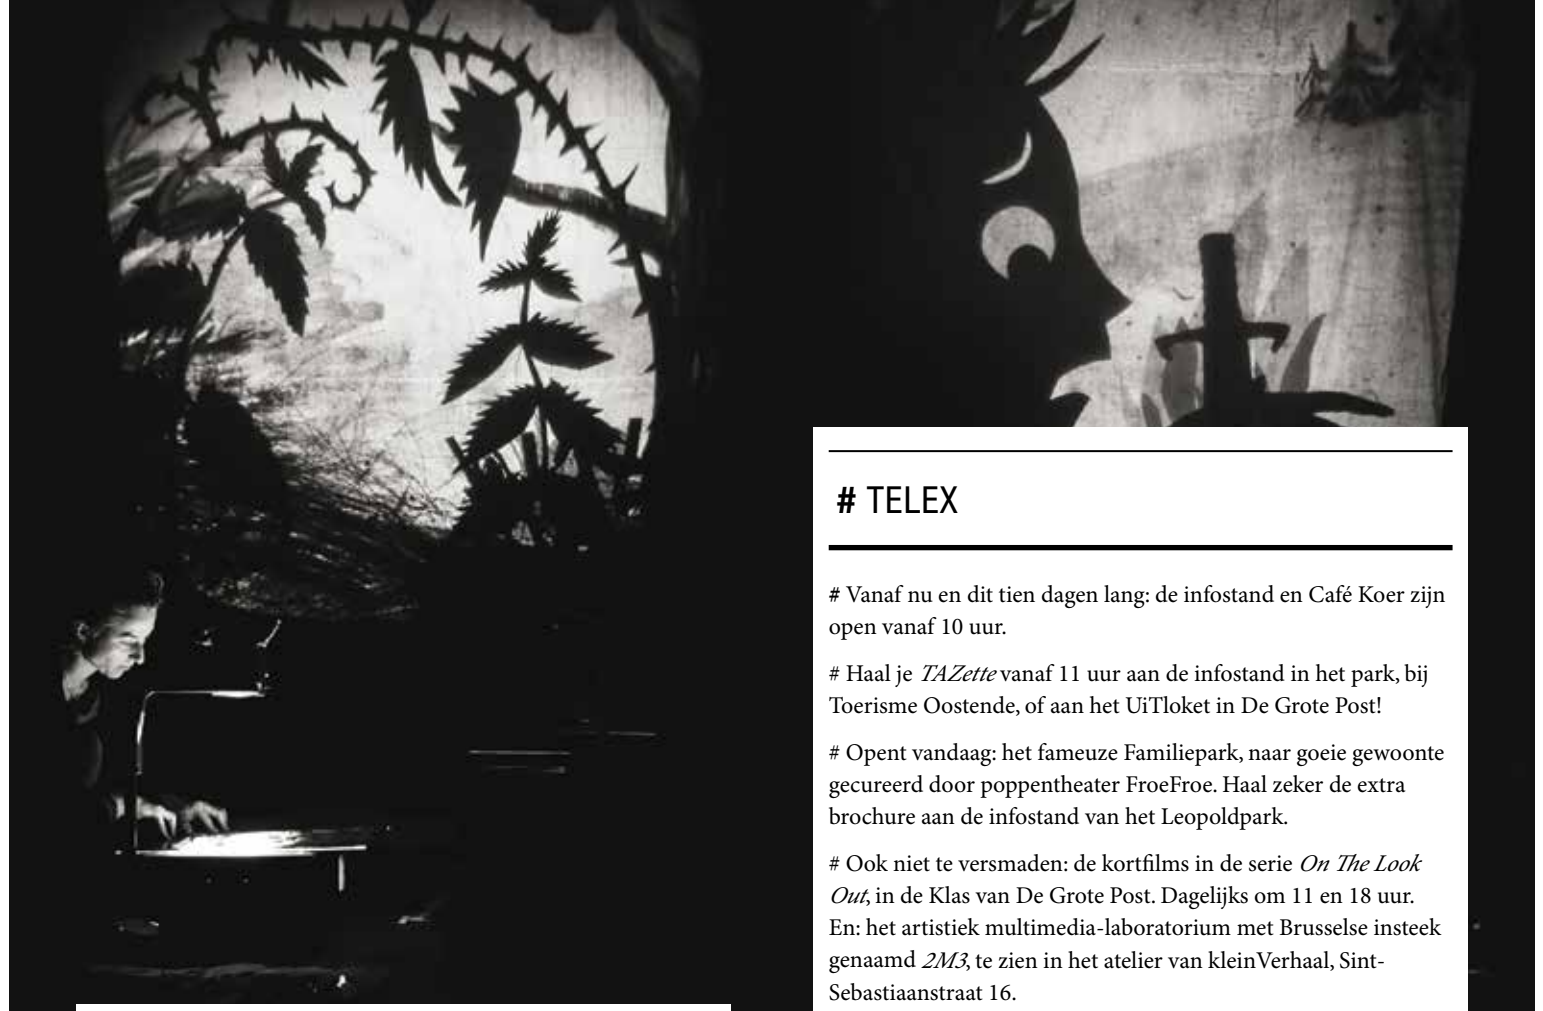 # TELEX
# Vanaf nu en dit tien dagen lang: de infostand en Café Koer zijn
open vanaf 10 uur.
# Haal je TAZette vanaf 11 uur aan de infostand in het park, bij
Toerisme Oostende, of aan het UiTloket in De Grote Post!
# Opent vandaag: het fameuze Familiepark, naar goeie gewoonte
gecureerd door poppentheater FroeFroe. Haal zeker de extra
brochure aan de infostand van het Leopoldpark.
# Ook niet te versmaden: de kortfilms in de serie On The Look
Out, in de Klas van De Grote Post. Dagelijks om 11 en 18 uur.
En: het artistiek multimedia-laboratorium met Brusselse insteek
genaamd 2M3, te zien in het atelier van kleinVerhaal, Sint-
Sebastiaanstraat 16.